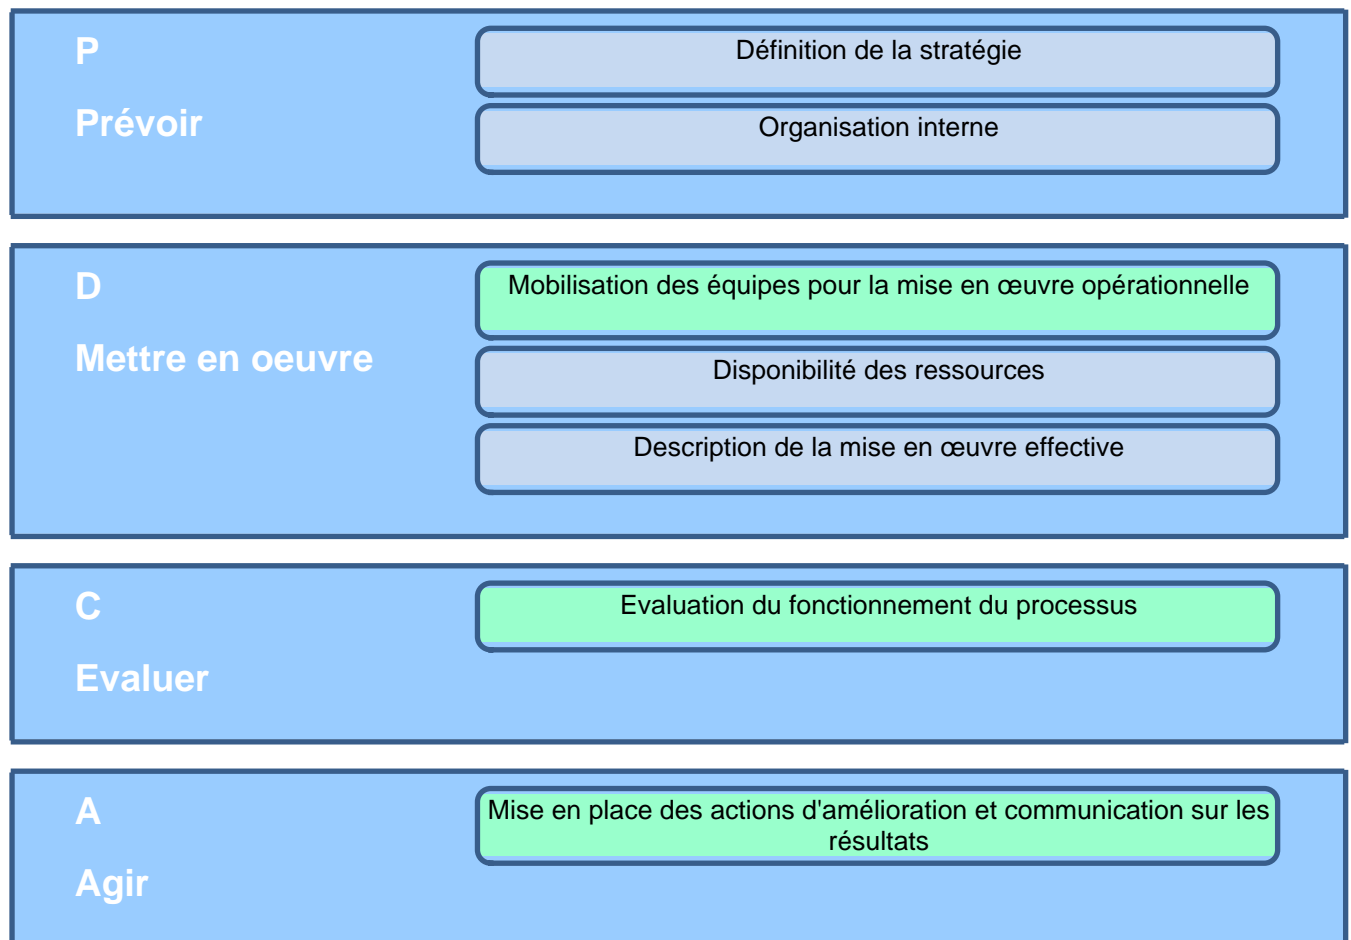 P
Prévoir
Définition de la stratégie
Organisation interne
D
Mettre en oeuvre
Mobilisation des équipes pour la mise en œuvre opérationnelle
Disponibilité des ressources
Description de la mise en œuvre effective
C
Evaluer
Evaluation du fonctionnement du processus
A
Agir
Mise en place des actions d'amélioration et communication sur les
résultats